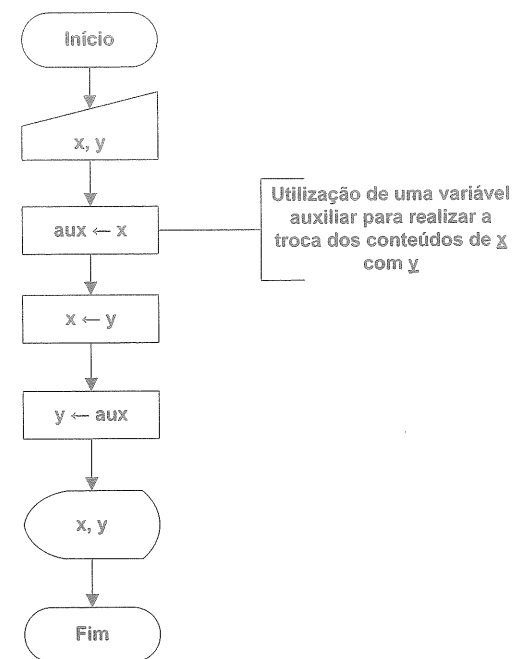 Início
x, y
aux ← x
Utilização de uma variável
auxiliar para realizar a
troca dos conteúdos de x
com y
x ← y
y ← aux
x, y
Fim